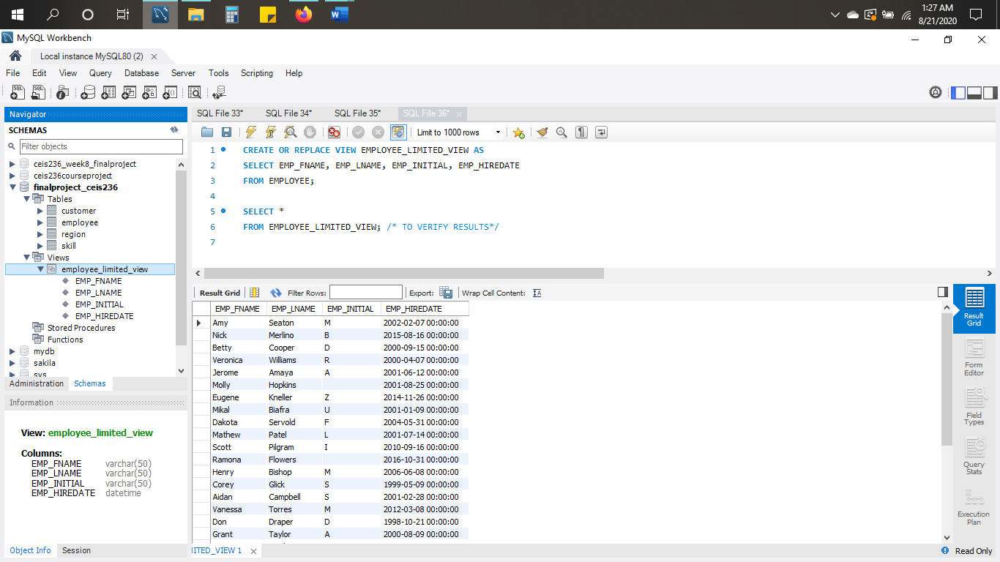 1:27 AM
8/21/2020
MySQL Workbench
Local instance MySQL80 (2)
File Edit View Query Database Server Tools Scripting Help
Navigator
SCHEMAS
Filter objects
ceis236_week8_finalproject
ceis236courseproject
finalproject_ceis236
Tables
customer
employee
region
skill
Views
employee_limited_view
EMP_FNAME
EMP_LNAME
EMP_INITIAL
EMP_HIREDATE
Stored Procedures
Functions
mydb
sakila
sys
Administration Schemas
Information
View: employee_limited_view
Columns:
EMP_FNAME varchar(50)
EMP_LNAME varchar(50)
EMP_INITIAL varchar(50)
EMP_HIREDATE datetime
Object Info Session
SQL File 33* SQL File 34* SQL File 35* SQL File 36*
Limit to 1000 rows
1 CREATE OR REPLACE VIEW EMPLOYEE_LIMITED_VIEW AS
2 SELECT EMP_FNAME, EMP_LNAME, EMP_INITIAL, EMP_HIREDATE
3 FROM EMPLOYEE;
4
5 SELECT *
6 FROM EMPLOYEE_LIMITED_VIEW; /* TO VERIFY RESULTS*/
7
Result Grid Filter Rows: Export: Wrap Cell Content:
EMP_FNAME EMP_LNAME EMP_INITIAL EMP_HIREDATE
Amy Seaton M 2002-02-07 00:00:00
Nick Merlino B 2015-08-16 00:00:00
Betty Cooper D 2000-09-15 00:00:00
Veronica Williams R 2000-04-07 00:00:00
Jerome Amaya A 2001-06-12 00:00:00
Molly Hopkins 2001-08-25 00:00:00
Eugene Kneller Z 2014-11-26 00:00:00
Mikal Biafra U 2001-01-09 00:00:00
Dakota Servold F 2004-05-31 00:00:00
Mathew Patel L 2001-07-14 00:00:00
Scott Pilgram I 2010-09-16 00:00:00
Ramona Flowers 2016-10-31 00:00:00
Henry Bishop M 2006-06-08 00:00:00
Corey Glick S 1999-05-09 00:00:00
Aidan Campbell S 2001-02-28 00:00:00
Vanessa Torres M 2012-03-08 00:00:00
Don Draper D 1998-10-21 00:00:00
Grant Taylor A 2000-08-09 00:00:00
Result
Grid
Form
Editor
Field
Types
Query
Stats
Execution
Plan
ITED_VIEW 1
Read Only